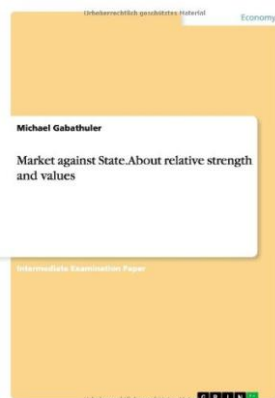 Urheberrechtlich geschütztes Material
Economy
Michael Gabathuler
Market against State.About relative strength
and values
Intermediate Examination Paper
G R I N